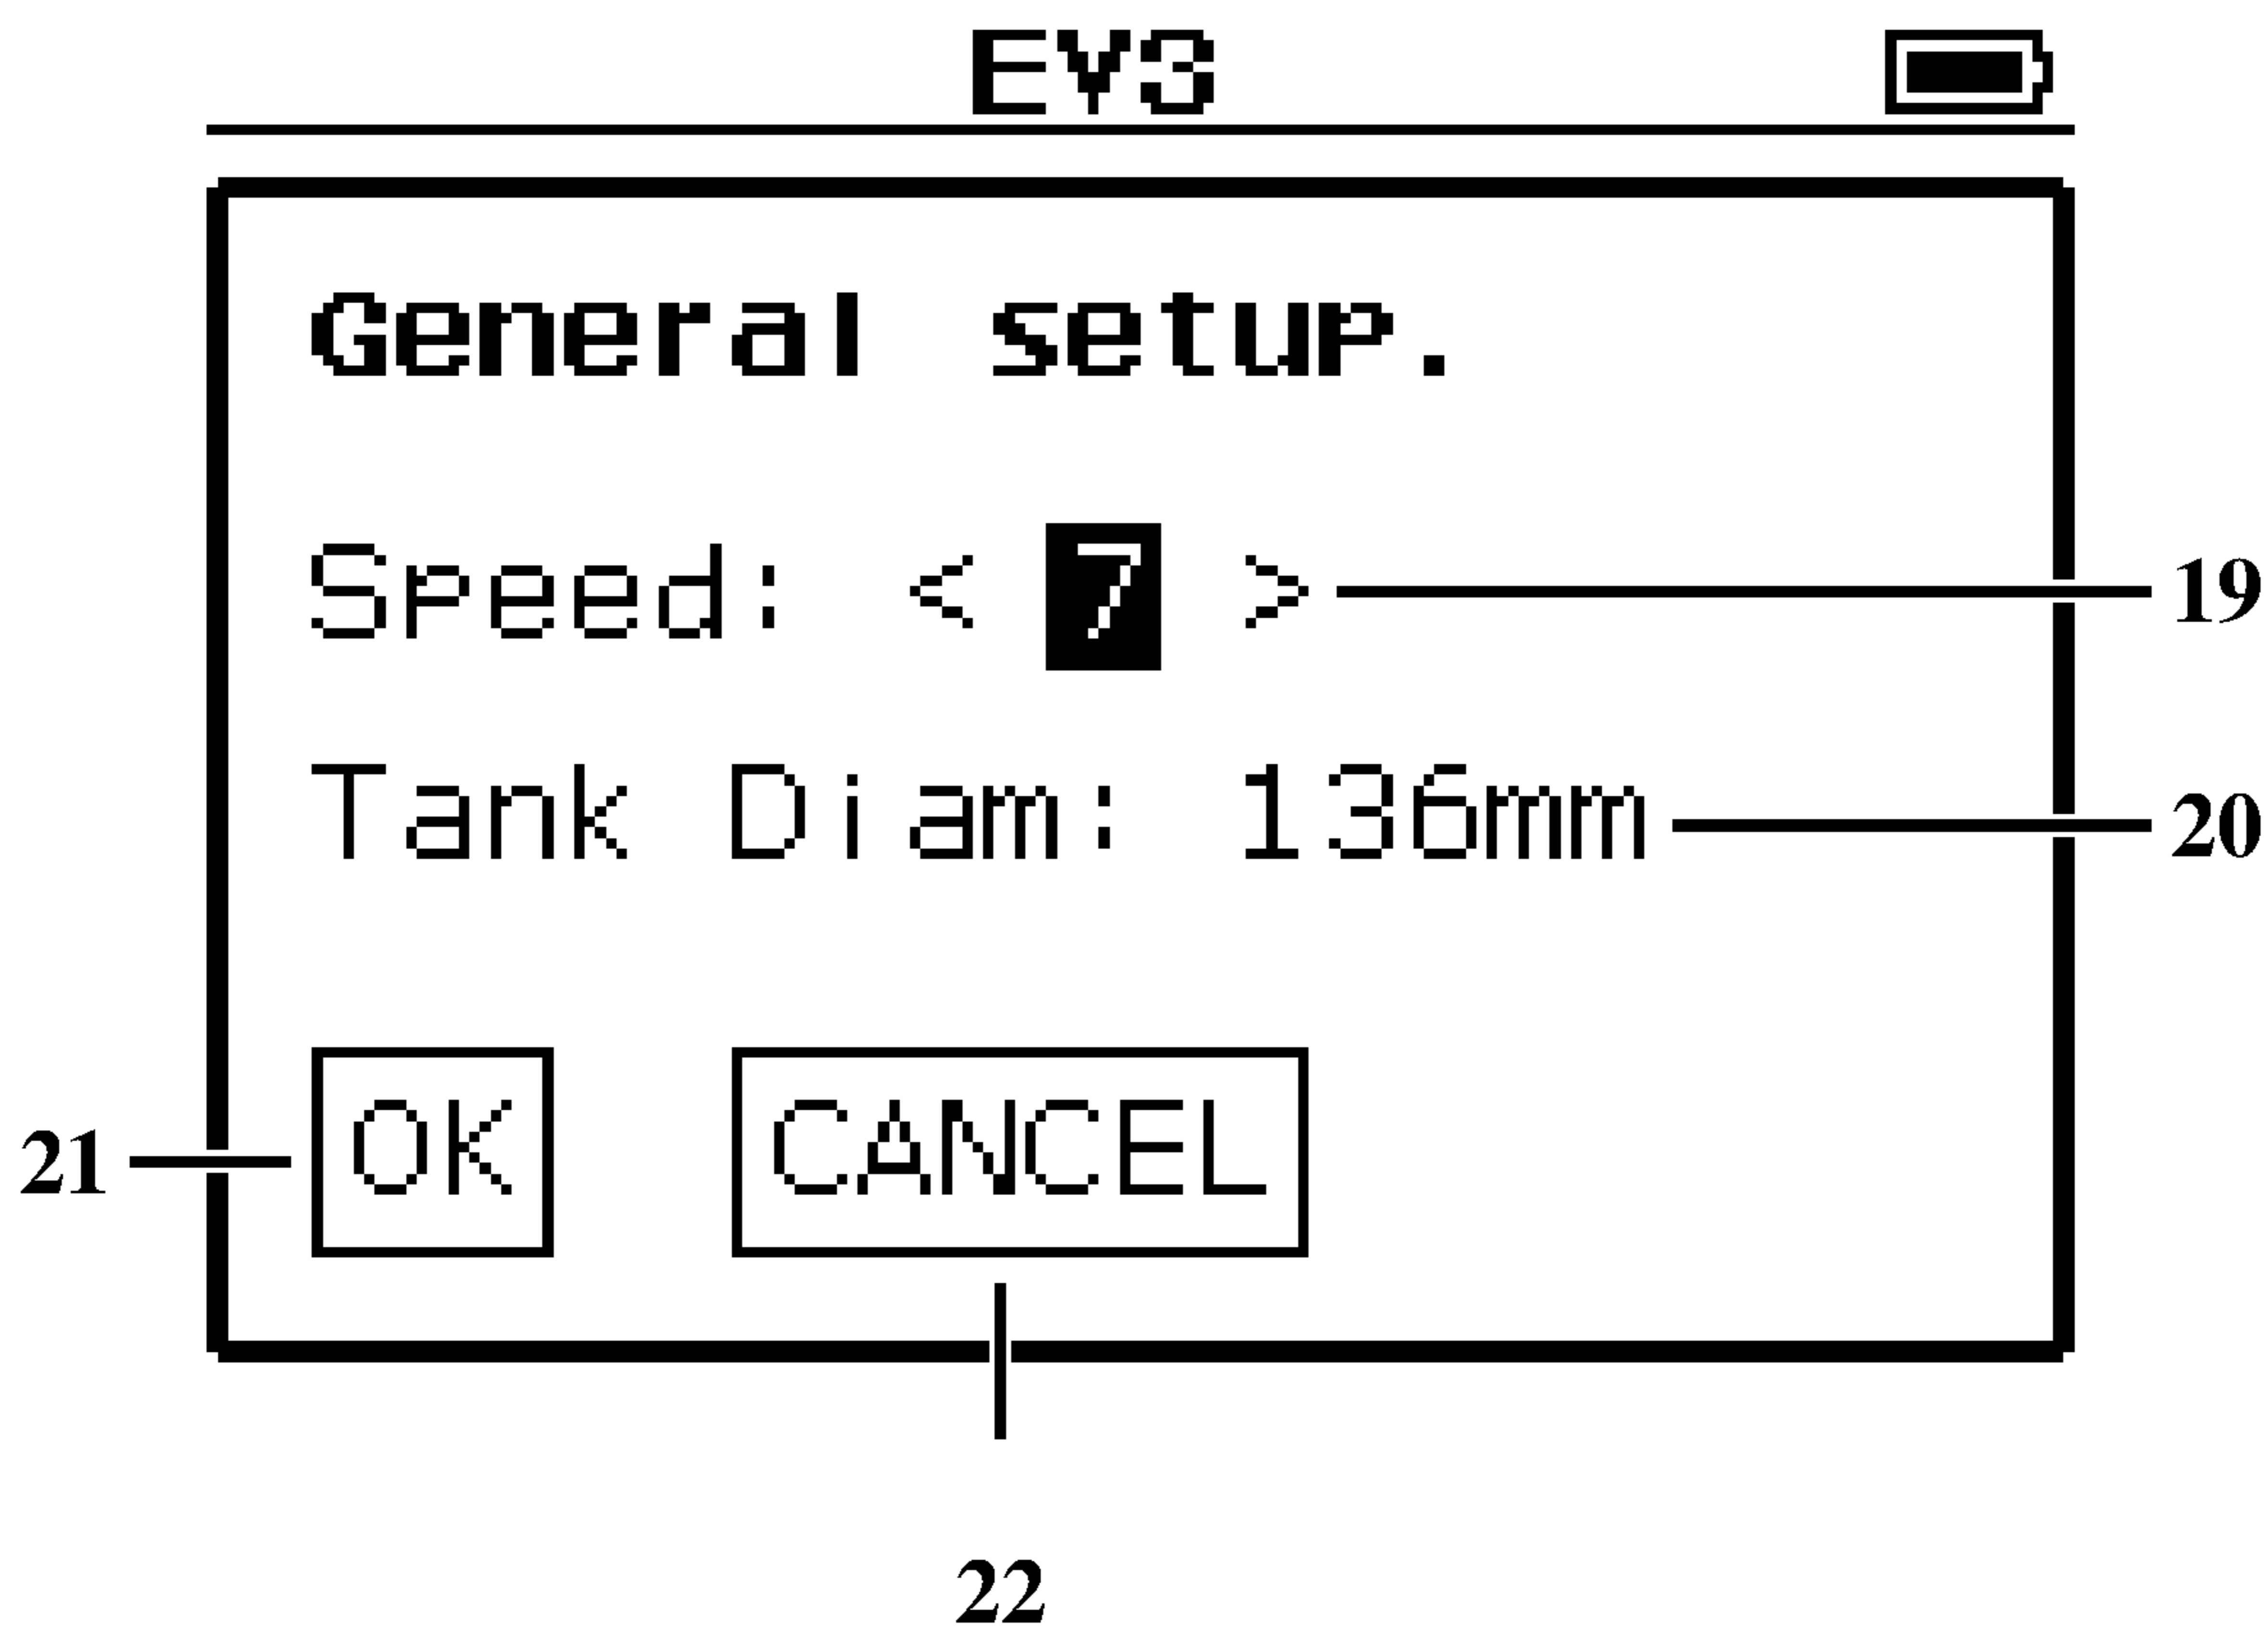 EV3
General setup.
Speed: < 7 > 19
Tank Diam: 136mm 20
21 OK CANCEL
22